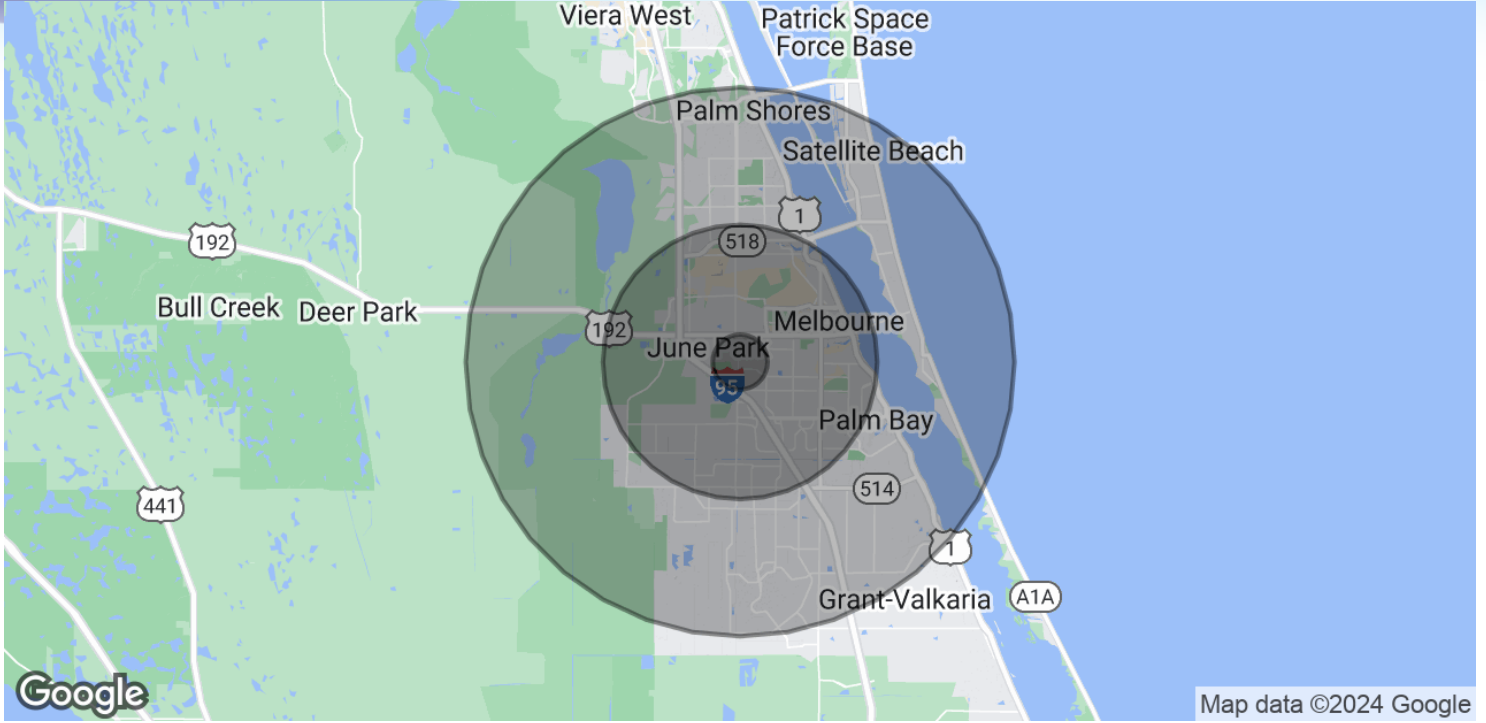 Viera West
Patrick Space
Force Base
Palm Shores
Satellite Beach
1
518
192
Bull Creek
Deer Park
192
Melbourne
June Park
95
Palm Bay
514
441
1
Grant-Valkaria
A1A
Google
Map data ©2024 Google